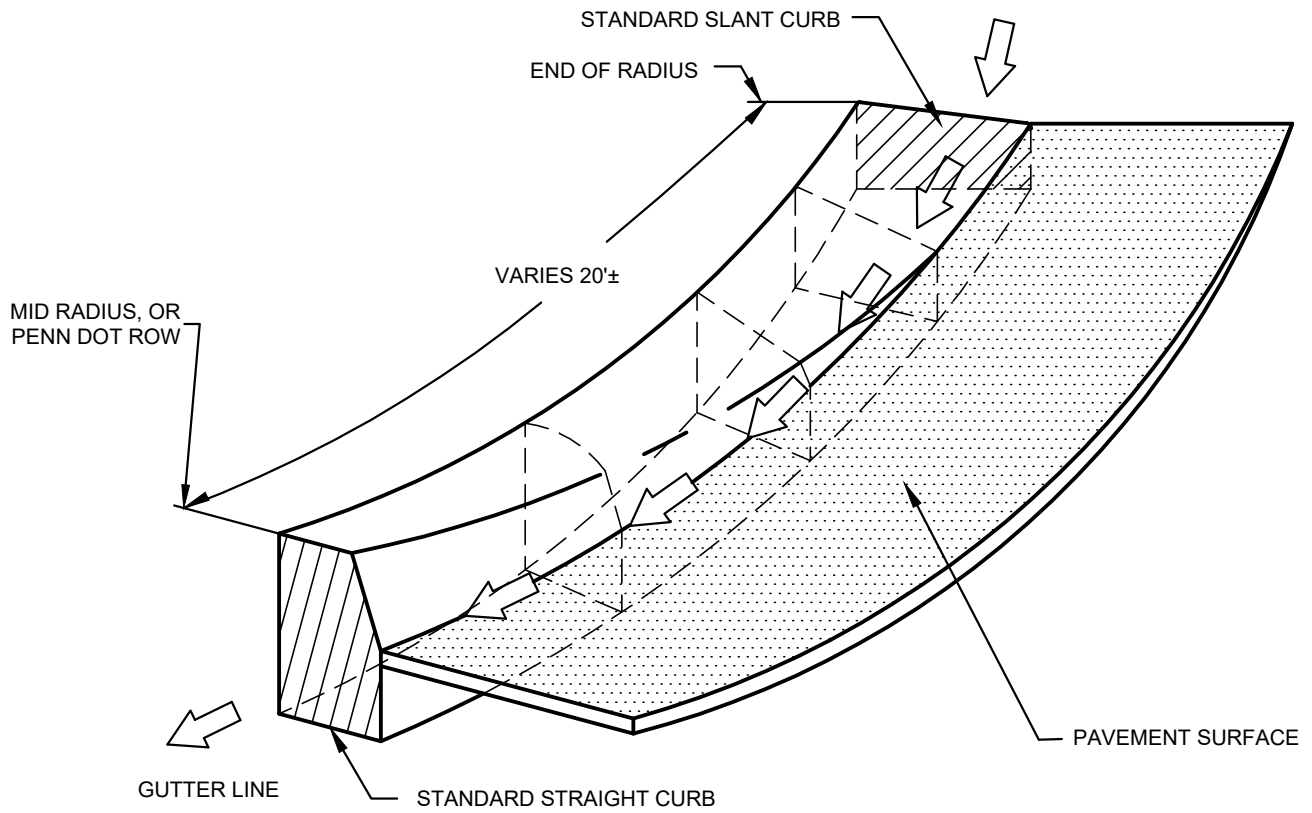 STANDARD SLANT CURB
END OF RADIUS
VARIES 20'±
MID RADIUS, OR
PENN DOT ROW
PAVEMENT SURFACE
GUTTER LINE
STANDARD STRAIGHT CURB